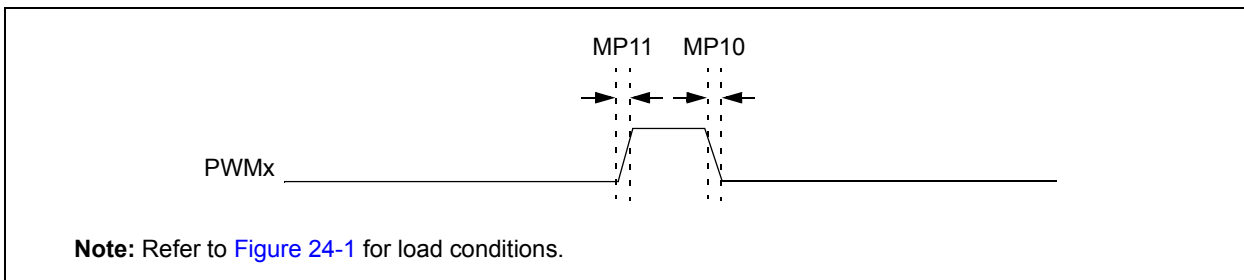 MP11 MP10
PWMx
Note: Refer to Figure 24-1 for load conditions.